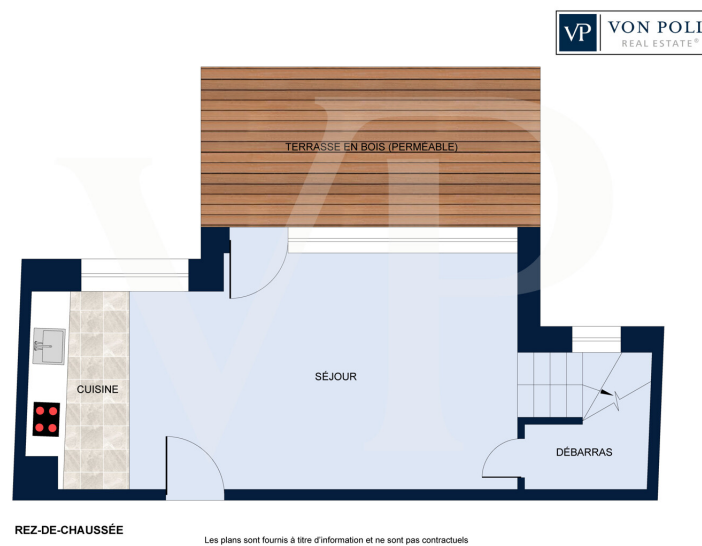 VP VON POLL
REAL ESTATE®
TERRASSE EN BOIS (PERMÉABLE)
SÉJOUR
CUISINE
DÉBARRAS
REZ-DE-CHAUSSÉE
Les plans sont fournis à titre d'information et ne sont pas contractuels